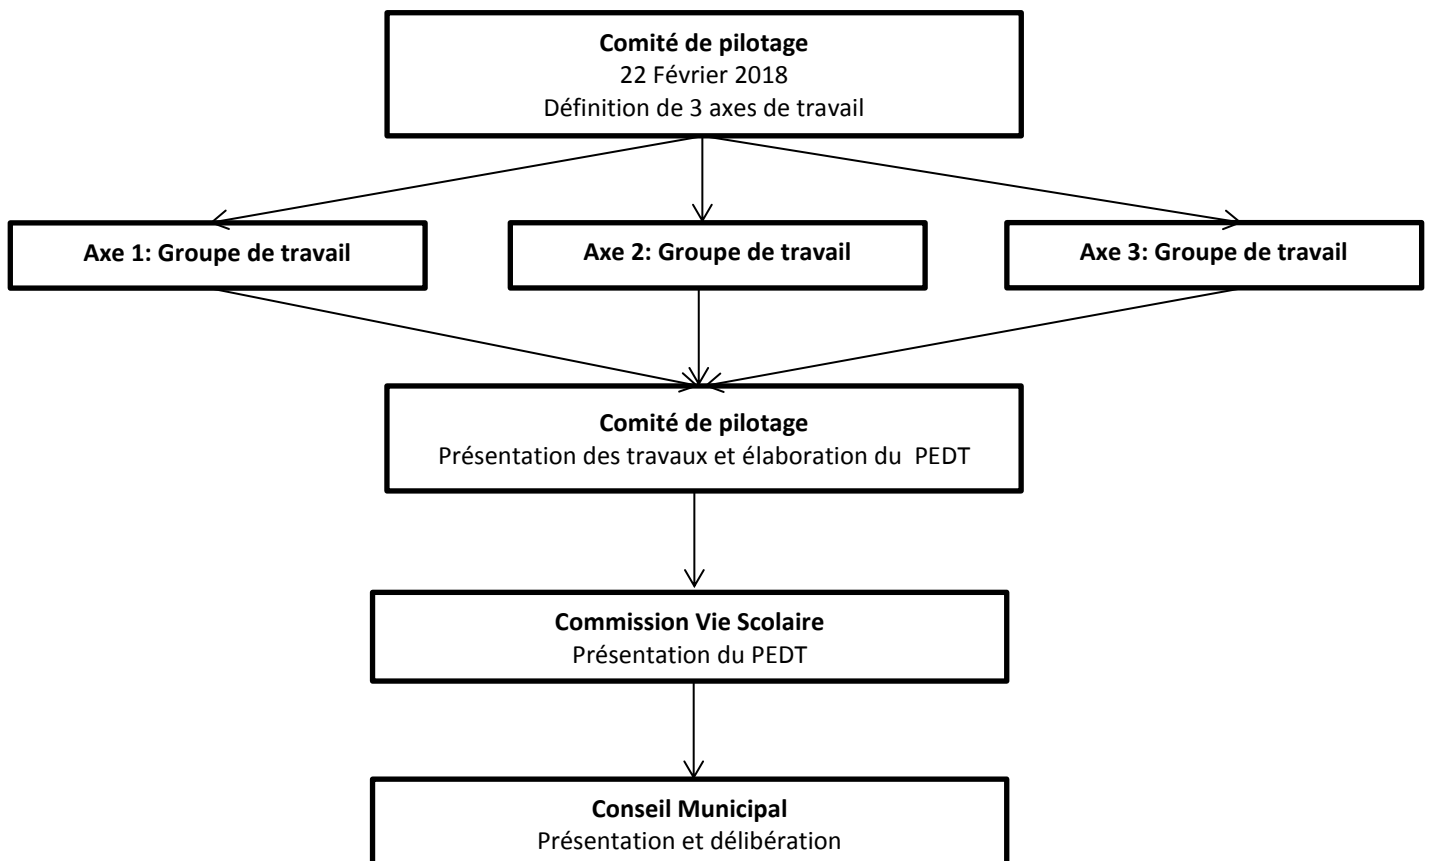 Comité de pilotage
22 Février 2018
Définition de 3 axes de travail
Axe 1: Groupe de travail
Axe 2: Groupe de travail
Axe 3: Groupe de travail
Comité de pilotage
Présentation des travaux et élaboration du  PEDT
Commission Vie Scolaire
Présentation du PEDT
Conseil Municipal
Présentation et délibération